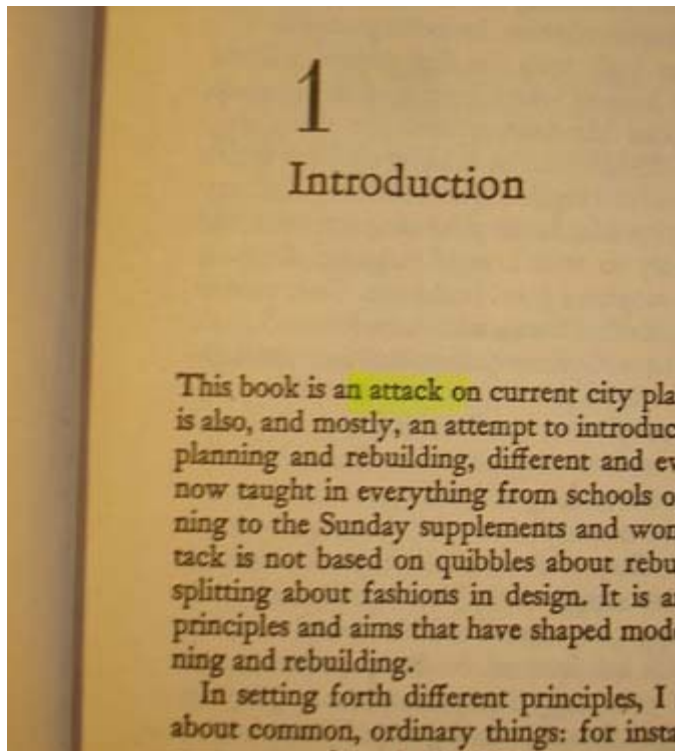 1
Introduction
This book is an attack on current city pla
is also, and mostly, an attempt to introduc
planning and rebuilding, different and ev
now taught in everything from schools o
ning to the Sunday supplements and wom
tack is not based on quibbles about rebu
splitting about fashions in design. It is a
principles and aims that have shaped mode
ning and rebuilding.
In setting forth different principles, I
about common, ordinary things: for insta